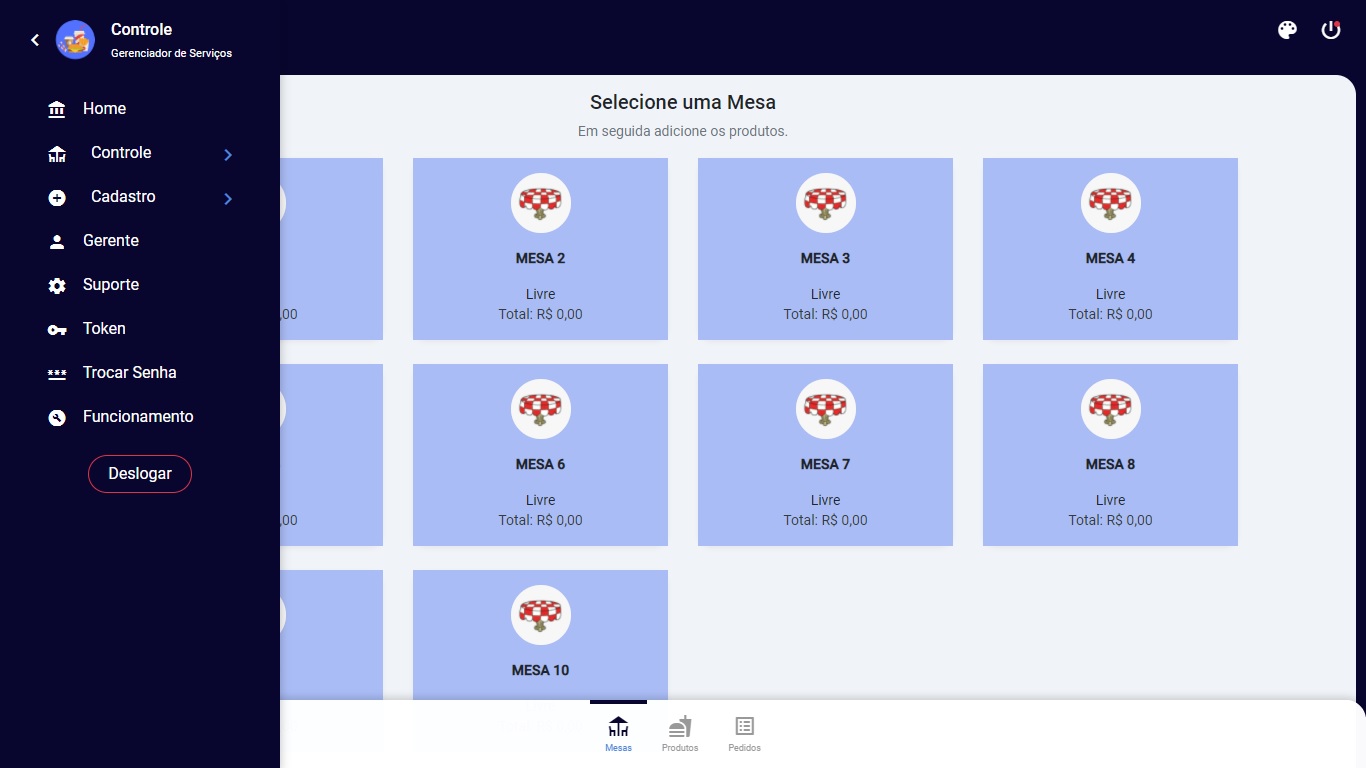 Controle
Gerenciador de Serviços
Home
Controle
Cadastro
Gerente
Suporte
Token
Trocar Senha
Funcionamento
Deslogar
Selecione uma Mesa
Em seguida adicione os produtos.
MESA 2
Livre
Total: R$ 0,00
MESA 3
Livre
Total: R$ 0,00
MESA 4
Livre
Total: R$ 0,00
,00
MESA 6
Livre
Total: R$ 0,00
MESA 7
Livre
Total: R$ 0,00
MESA 8
Livre
Total: R$ 0,00
,00
MESA 10
Mesas
Produtos
Pedidos